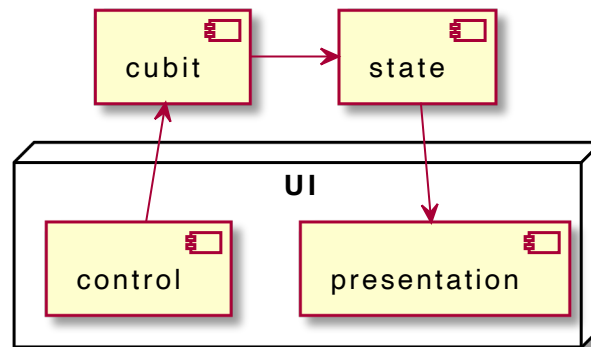 cubit
state
UI
control
presentation